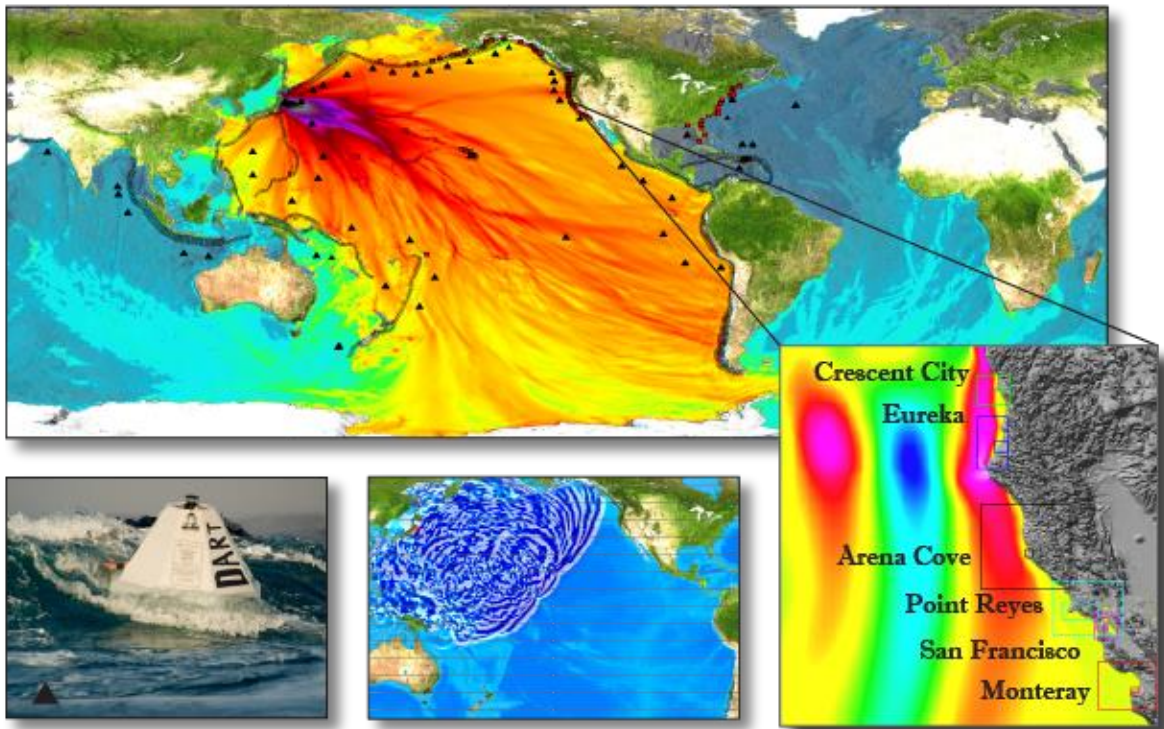 Crescent City
Eureka
Arena Cove
Point Reyes
San Francisco
Monteray
DART